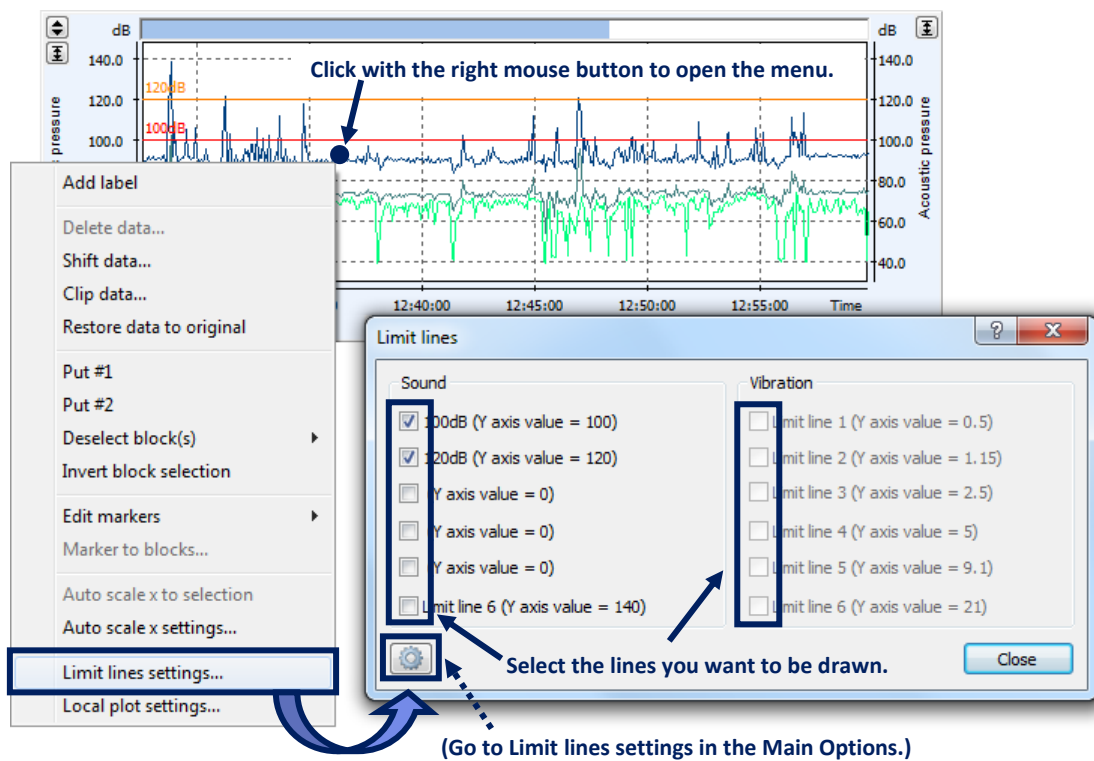 dB
dB
140.0
140.0
Click with the right mouse button to open the menu.
120dB
120.0
120.0
100dB
100.0
100.0
pressure
Acoustic pressure
80.0
60.0
40.0
12:40:00 12:45:00 12:50:00 12:55:00 Time
Add label
Delete data...
Shift data...
Clip data...
Restore data to original
Put #1
Put #2
Deselect block(s)
Invert block selection
Edit markers
Marker to blocks...
Auto scale x to selection
Auto scale x settings...
Limit lines settings...
Local plot settings...
Limit lines
Sound
100dB (Y axis value = 100)
120dB (Y axis value = 120)
(Y axis value = 0)
(Y axis value = 0)
(Y axis value = 0)
Limit line 6 (Y axis value = 140)
Vibration
Limit line 1 (Y axis value = 0.5)
Limit line 2 (Y axis value = 1.15)
Limit line 3 (Y axis value = 2.5)
Limit line 4 (Y axis value = 5)
Limit line 5 (Y axis value = 9.1)
Limit line 6 (Y axis value = 21)
Select the lines you want to be drawn.
Close
(Go to Limit lines settings in the Main Options.)